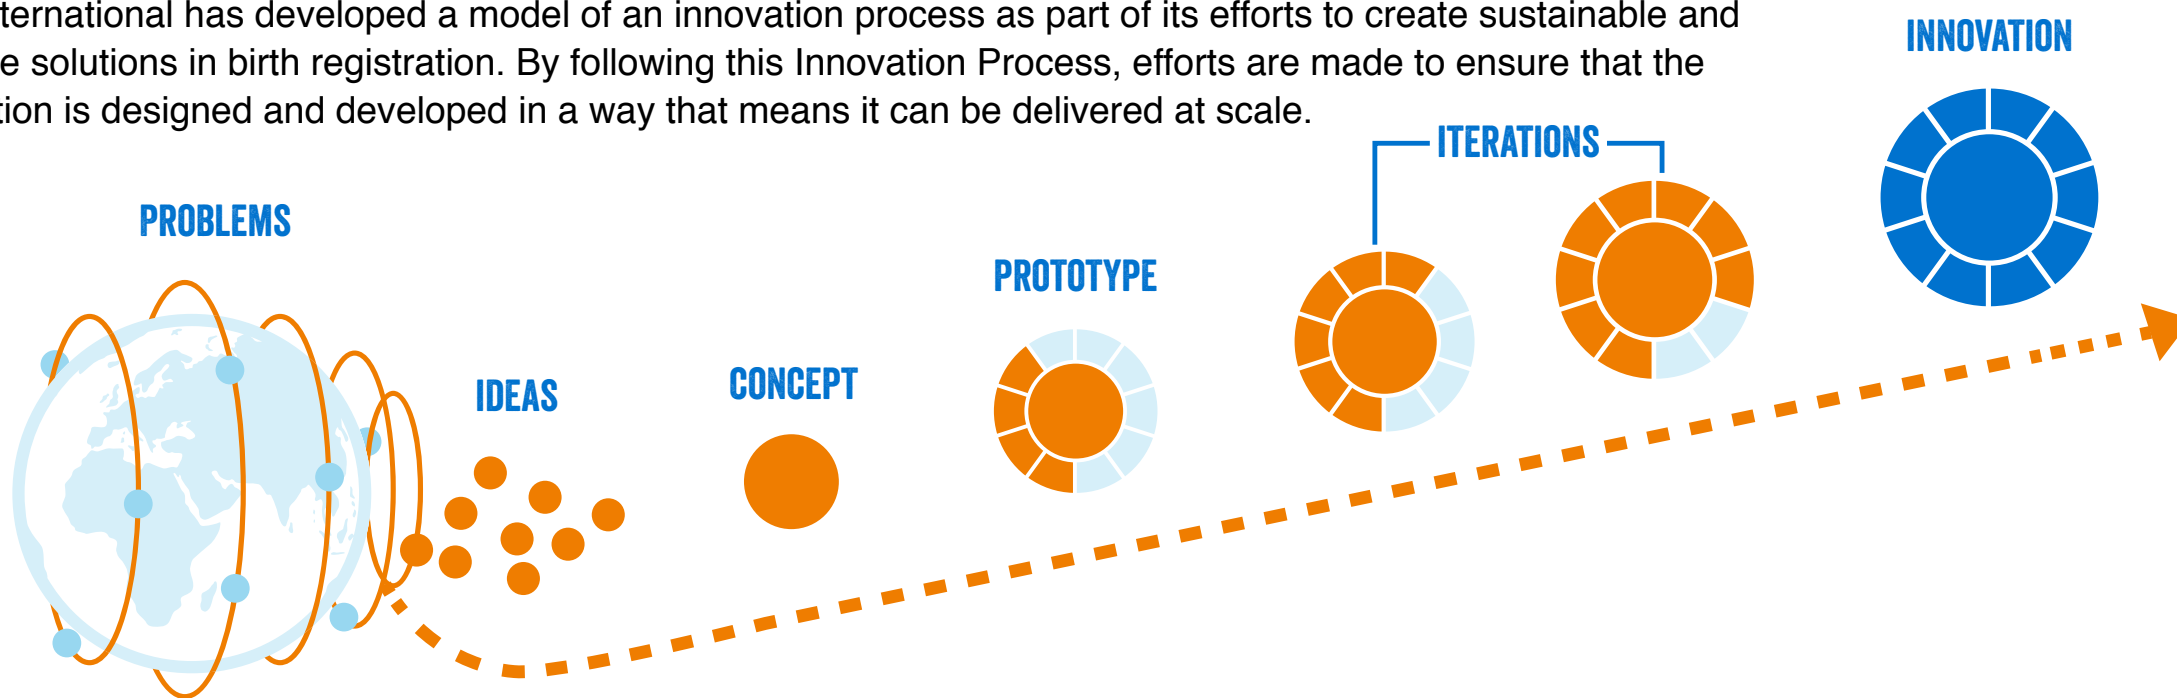 ternational has developed a model of an innovation process as part of its efforts to create sustainable and
e solutions in birth registration. By following this Innovation Process, efforts are made to ensure that the
tion is designed and developed in a way that means it can be delivered at scale.
INNOVATION
ITERATIONS
PROBLEMS
PROTOTYPE
CONCEPT
IDEAS